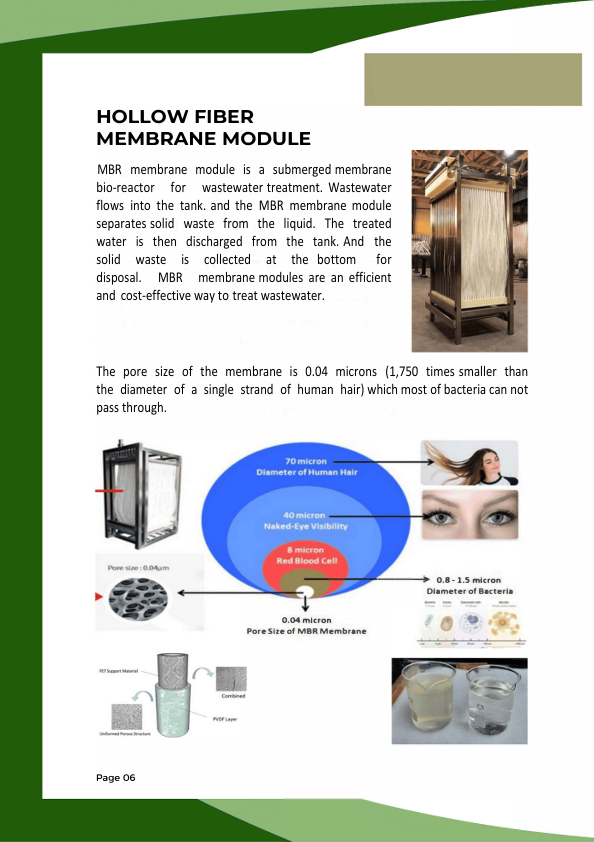 HOLLOW FIBER
MEMBRANE MODULE
MBR membrane module is a submerged membrane
bio-reactor for wastewater treatment. Wastewater
flows into the tank. and the MBR membrane module
separates solid waste from the liquid. The treated
water is then discharged from the tank. And the
solid waste is collected at the bottom for
disposal. MBR membrane modules are an efficient
and cost-effective way to treat wastewater.
The pore size of the membrane is 0.04 microns (1,750 times smaller than
the diameter of a single strand of human hair) which most of bacteria can not
pass through.
70 micron
Diameter of Human Hair
40 micron
Naked-Eye Visibility
8 micron
Red Blood Cell
Pore size : 0.04μm
0.8 - 1.5 micron
Diameter of Bacteria
0.04 micron
Pore Size of MBR Membrane
PET Support Material
Combined
PVDF Layer
Uniformed Porous Structure
Page 06